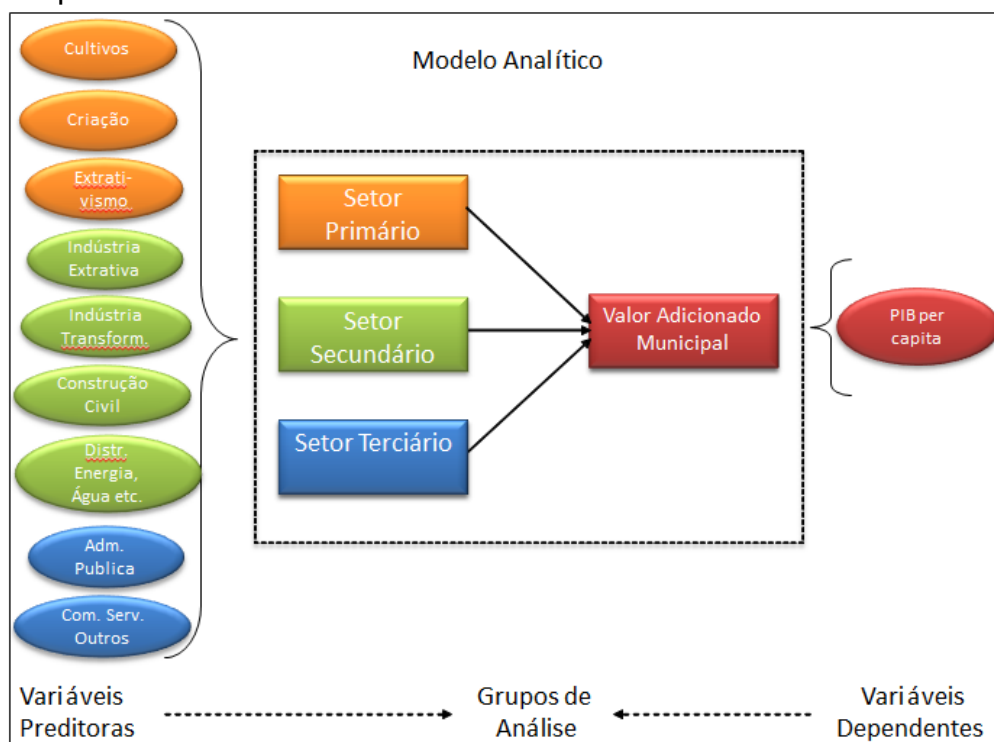 Modelo Analítico
Cultivos
Criação
Extrati-
vismo
Indústria
Extrativa
Indústria
Transform.
Construção
Civil
Distr.
Energia,
Água etc.
Adm.
Publica
Com. Serv.
Outros
Setor
Primário
Setor
Secundário
Setor Terciário
Valor Adicionado
Municipal
PIB per
capita
Variáveis
Preditoras
Grupos de
Análise
Variáveis
Dependentes